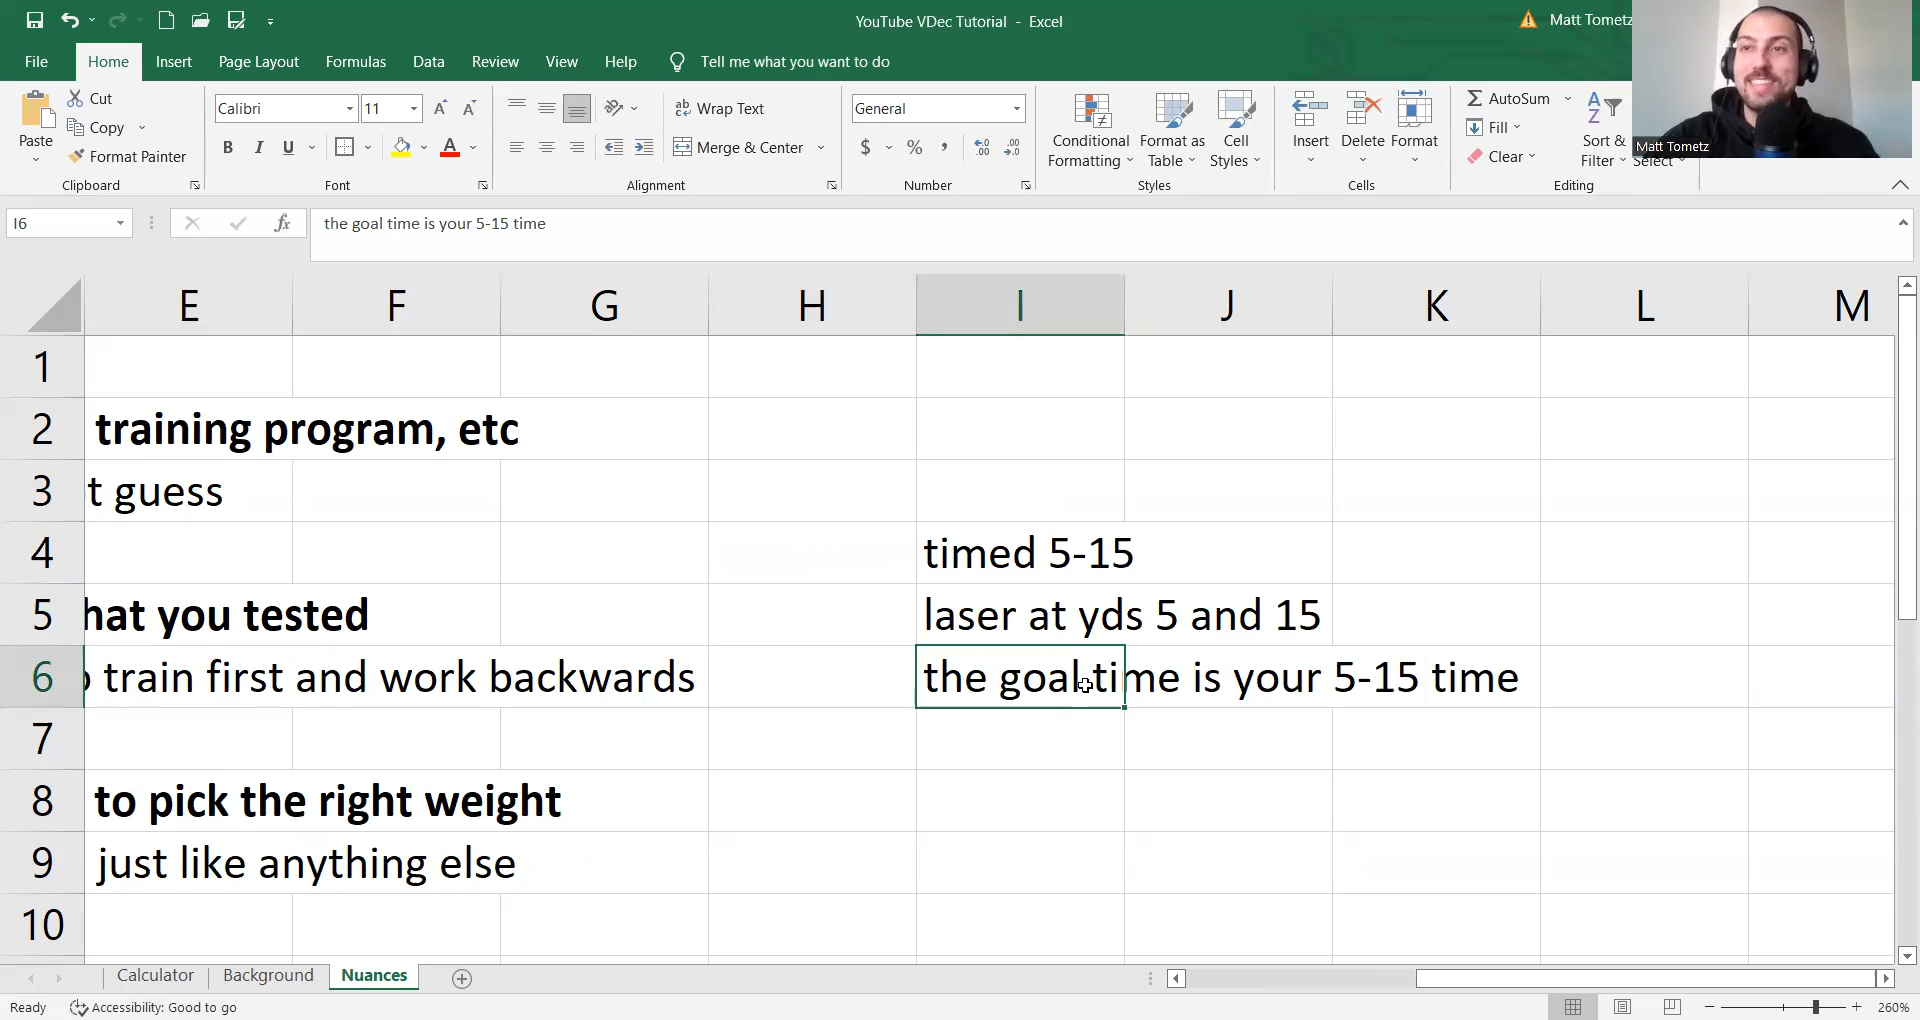 YouTube VDec Tutorial - Excel
Matt Tometz
File Home Insert Page Layout Formulas Data Review View Help Tell me what you want to do
Paste
Cut
Copy
Format Painter
Clipboard
Calibri 11
B I U
Font
Wrap Text
Merge & Center
Alignment
General
$ % ,
Number
Conditional Formatting
Format as Table
Cell Styles
Styles
Insert Delete Format
Cells
AutoSum
Fill
Clear
Sort & Filter
Select
Editing
Matt Tometz
I6
fx
the goal time is your 5-15 time
E F G H I J K L M
1
2 training program, etc
3 t guess
4 timed 5-15
5 hat you tested laser at yds 5 and 15
6 train first and work backwards the goal time is your 5-15 time
7
8 to pick the right weight
9 just like anything else
10
Calculator Background Nuances
Ready Accessibility: Good to go
260%